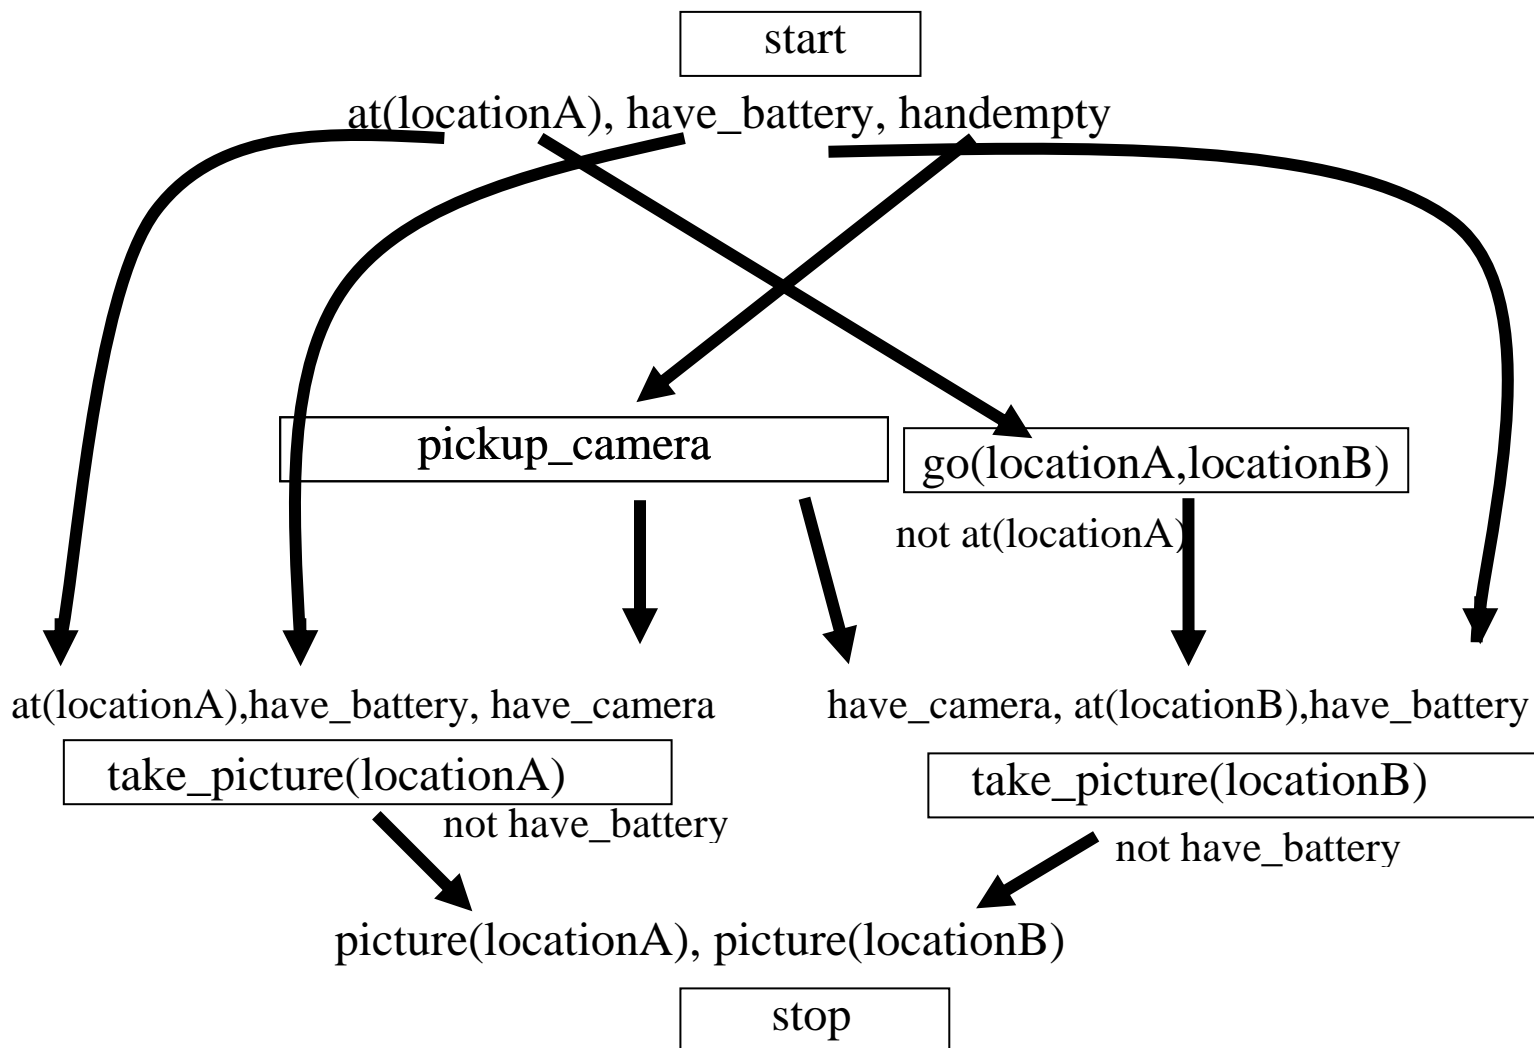 start
at(locationA), have_battery, handempty
pickup_camera
go(locationA,locationB)
not at(locationA)
at(locationA),have_battery, have_camera
have_camera, at(locationB),have_battery
take_picture(locationA)
take_picture(locationB)
not have_battery
not have_battery
picture(locationA), picture(locationB)
stop